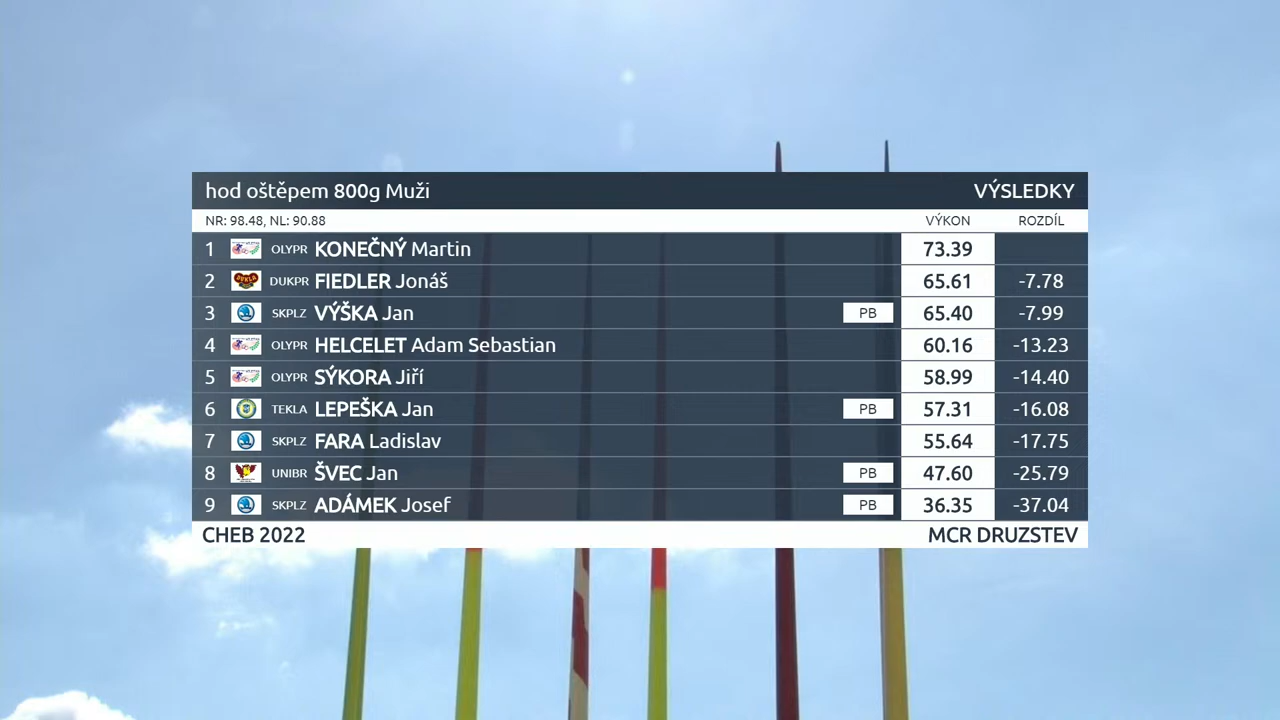 hod oštěpem 800g Muži VÝSLEDKY
NR: 98.48, NL: 90.88 VÝKON ROZDÍL
1 OLYPR KONEČNÝ Martin 73.39
2 DUKPR FIEDLER Jonáš 65.61 -7.78
3 SKPLZ VÝŠKA Jan PB 65.40 -7.99
4 OLYPR HELCELET Adam Sebastian 60.16 -13.23
5 OLYPR SÝKORA Jiří 58.99 -14.40
6 TEKLA LEPEŠKA Jan PB 57.31 -16.08
7 SKPLZ FARA Ladislav 55.64 -17.75
8 UNIBR ŠVEC Jan PB 47.60 -25.79
9 SKPLZ ADÁMEK Josef PB 36.35 -37.04
CHEB 2022 MCR DRUZSTEV